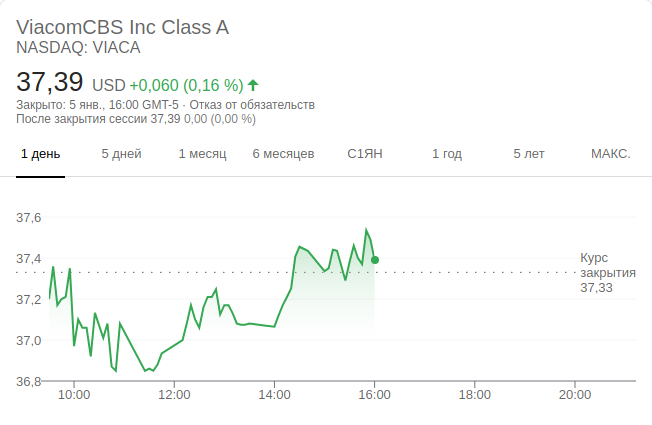 ViacomCBS Inc Class A
NASDAQ: VIACA
37,39 USD +0,060 (0,16 %)
Закрыто: 5 янв., 16:00 GMT-5 · Отказ от обязательств
После закрытия сессии 37,39 0,00 (0,00 %)
1 день 5 дней 1 месяц 6 месяцев С1ЯН 1 год 5 лет МАКС.
37,6
37,4
37,2
37,0
36,8
Курс
закрытия
37,33
10:00 12:00 14:00 16:00 18:00 20:00